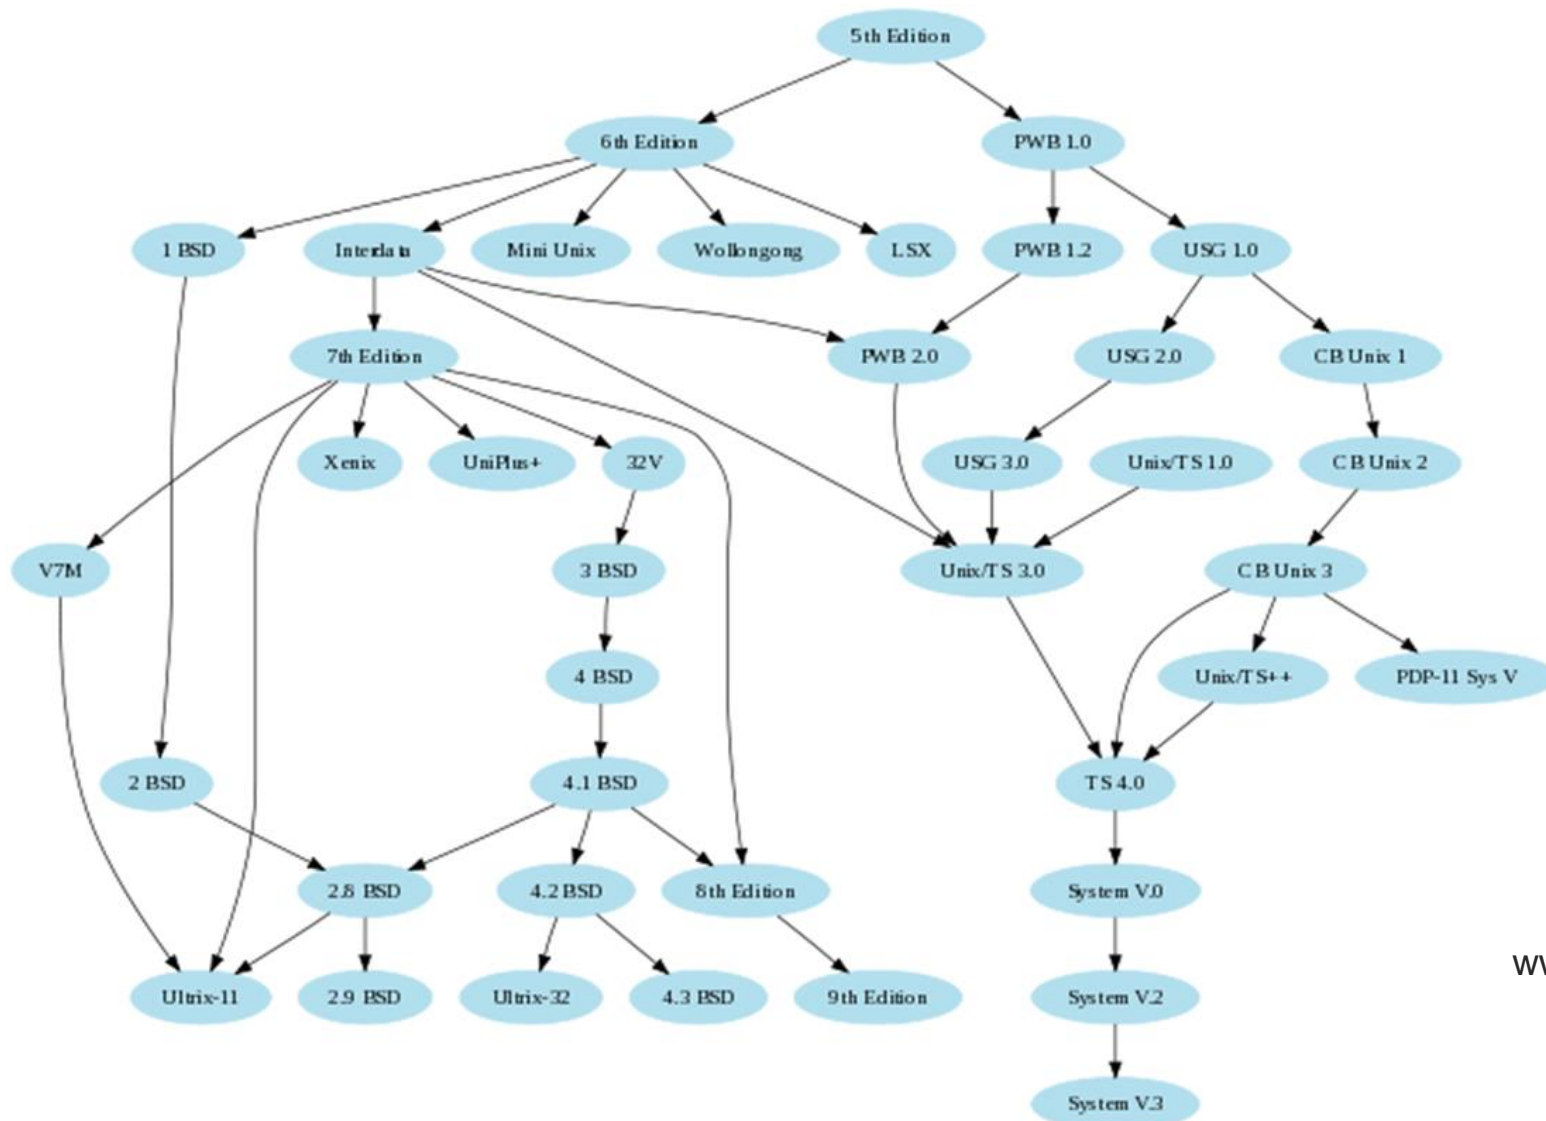 5th Edition
6th Edition
PWB 1.0
1 BSD
Interdata
Mini Unix
Wollongong
LSX
PWB 1.2
USG 1.0
7th Edition
PWB 2.0
USG 2.0
CB Unix 1
Xenix
UniPlus+
32V
USG 3.0
Unix/TS 1.0
CB Unix 2
V7M
3 BSD
Unix/TS 3.0
CB Unix 3
4 BSD
Unix/TS++
PDP-11 Sys V
2 BSD
4.1 BSD
TS 4.0
2.8 BSD
4.2 BSD
8th Edition
System V.0
Ultrix-11
2.9 BSD
Ultrix-32
4.3 BSD
9th Edition
System V.2
System V.3